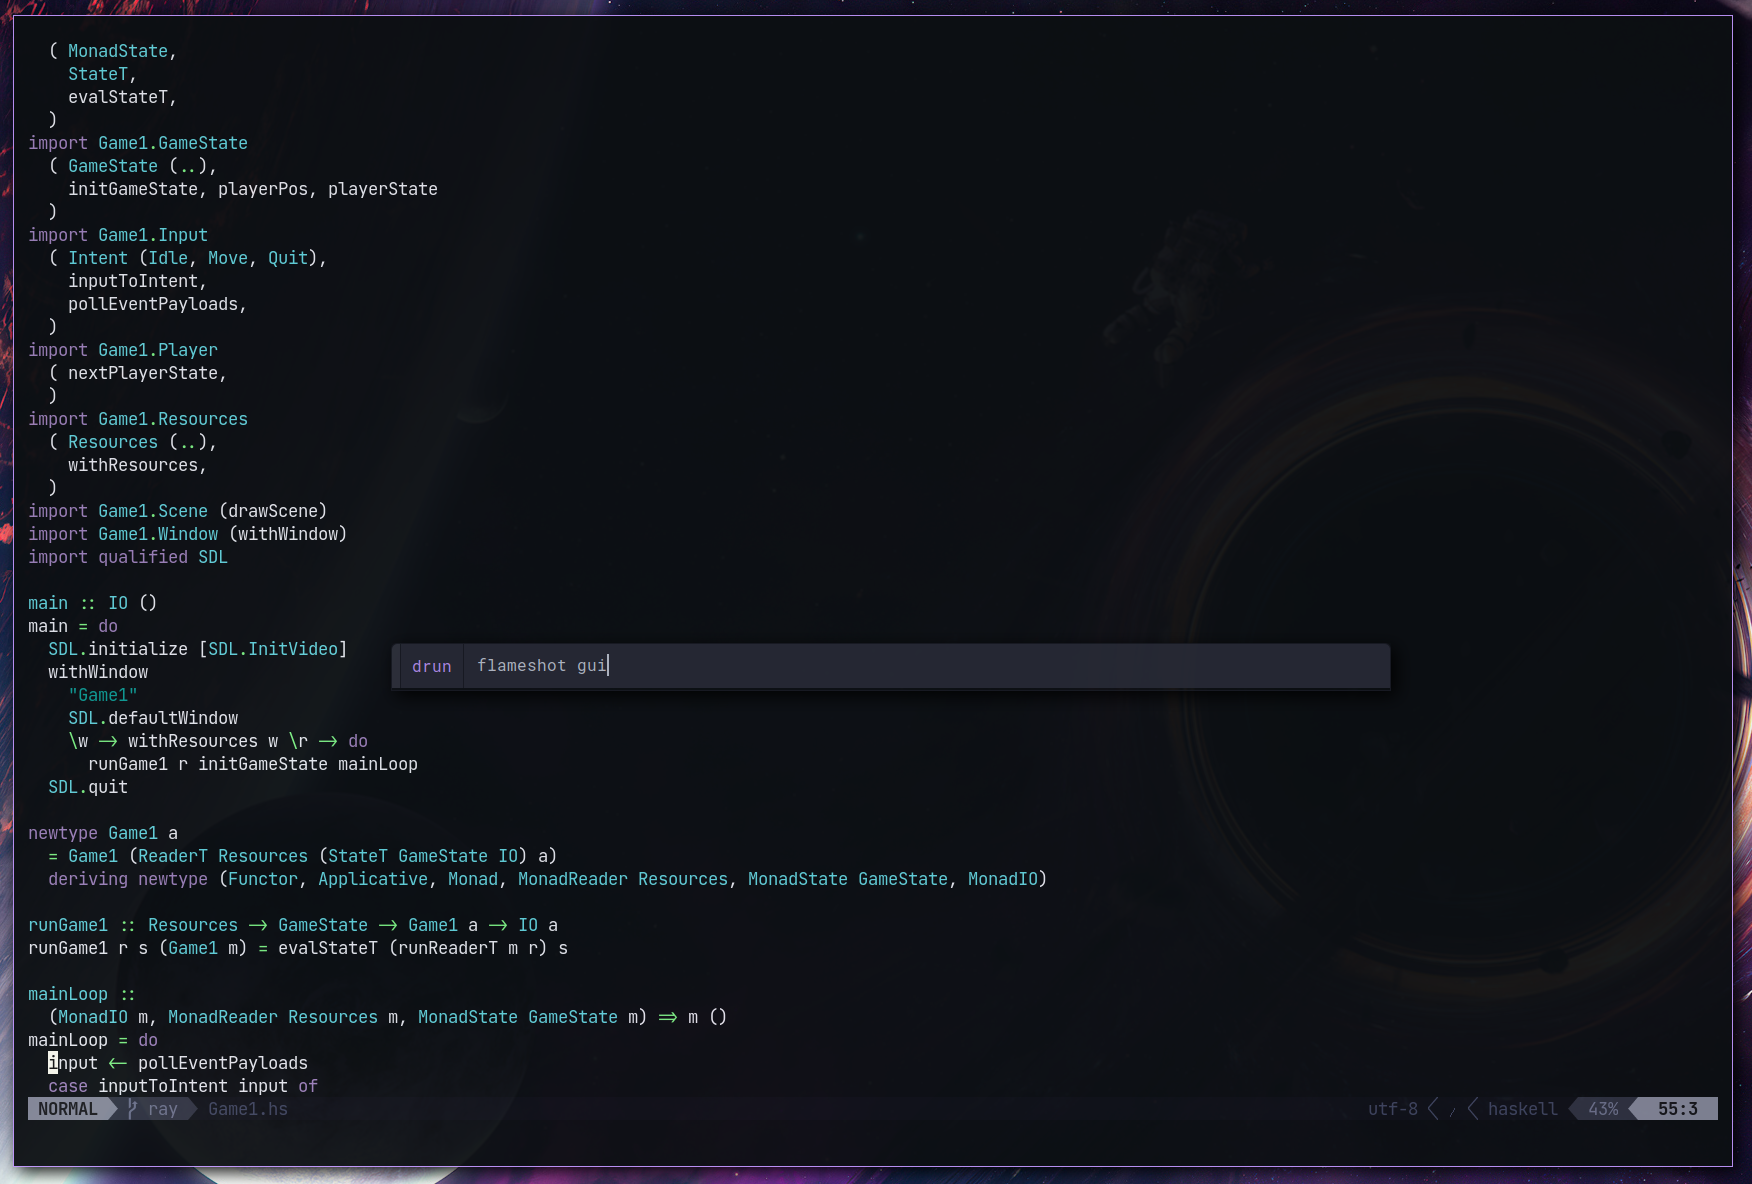 ( MonadState,
StateT,
evalStateT,
)
import Game1.GameState
( GameState (..),
initGameState, playerPos, playerState
)
import Game1.Input
( Intent (Idle, Move, Quit),
inputToIntent,
pollEventPayloads,
)
import Game1.Player
( nextPlayerState,
)
import Game1.Resources
( Resources (..),
withResources,
)
import Game1.Scene (drawScene)
import Game1.Window (withWindow)
import qualified SDL
main :: IO ()
main = do
SDL.initialize [SDL.InitVideo]
drun flameshot gui
withWindow
"Game1"
SDL.defaultWindow
\w -> withResources w \r -> do
runGame1 r initGameState mainLoop
SDL.quit
newtype Game1 a
= Game1 (ReaderT Resources (StateT GameState IO) a)
deriving newtype (Functor, Applicative, Monad, MonadReader Resources, MonadState GameState, MonadIO)
runGame1 :: Resources -> GameState -> Game1 a -> IO a
runGame1 r s (Game1 m) = evalStateT (runReaderT m r) s
mainLoop ::
(MonadIO m, MonadReader Resources m, MonadState GameState m) => m ()
mainLoop = do
input <- pollEventPayloads
case inputToIntent input of
NORMAL ray Game1.hs utf-8 haskell 43% 55:3